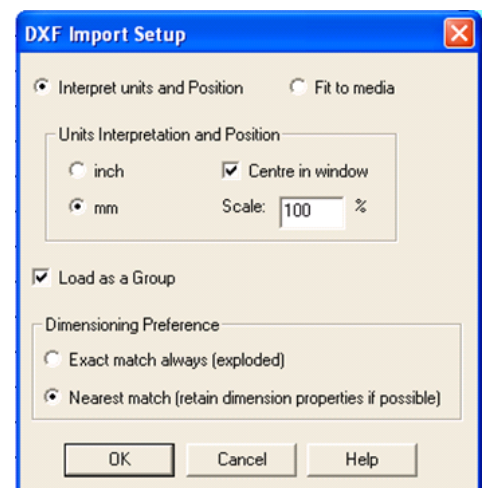 DXF Import Setup
Interpret units and Position Fit to media
Units Interpretation and Position
inch Centre in window
mm Scale: 100 %
Load as a Group
Dimensioning Preference
Exact match always (exploded)
Nearest match (retain dimension properties if possible)
OK Cancel Help